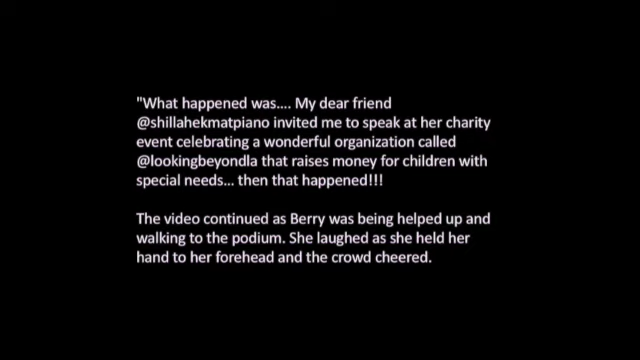 "What happened was.... My dear friend
@shillahekmatpiano invited me to speak at her charity
event celebrating a wonderful organization called
@lookingbeyondla that raises money for children with
special needs... then that happened!!!
The video continued as Berry was being helped up and
walking to the podium. She laughed as she held her
hand to her forehead and the crowd cheered.